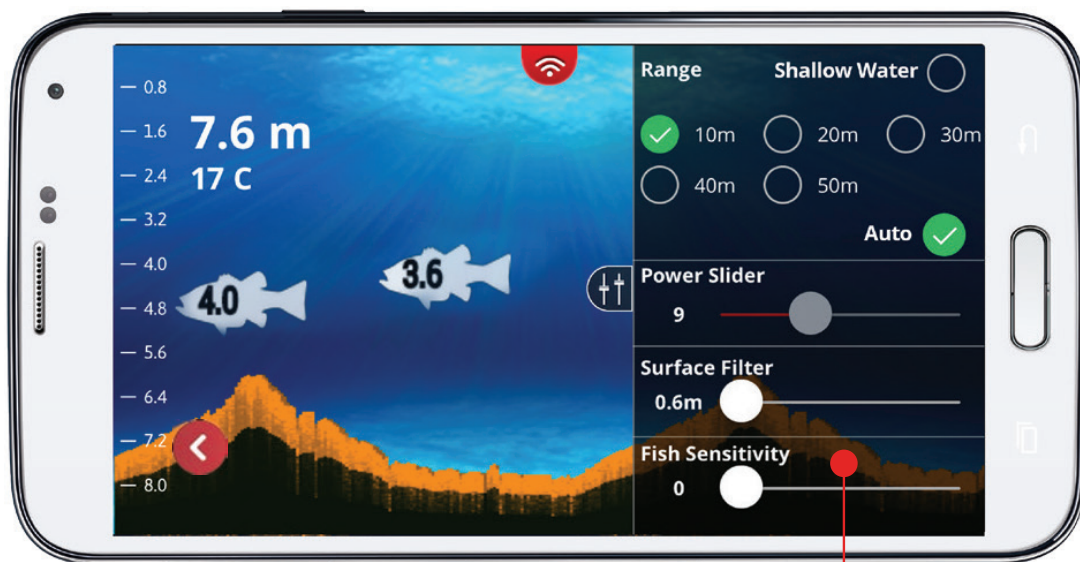 0.8
1.6
2.4
3.2
4.0
4.8
5.6
6.4
7.2
8.0
7.6 m
17 C
4.0
3.6
Range Shallow Water
10m 20m 30m
40m 50m
Auto
Power Slider
9
Surface Filter
0.6m
Fish Sensitivity
0